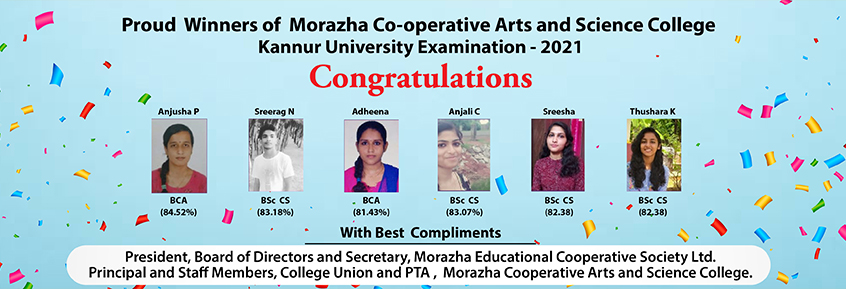 Proud Winners of Morazha Co-operative Arts and Science College
Kannur University Examination - 2021
Congratulations
Anjusha P Sreerag N Adheena Anjali C Sreesha Thushara K
BCA BSc CS BCA BSc CS BSc CS BSc CS
(84.52%) (83.18%) (81.43%) (83.07%) (82.38) (82,38)
With Best Compliments
President, Board of Directors and Secretary, Morazha Educational Cooperative Society Ltd.
Principal and Staff Members, College Union and PTA , Morazha Cooperative Arts and Science College.